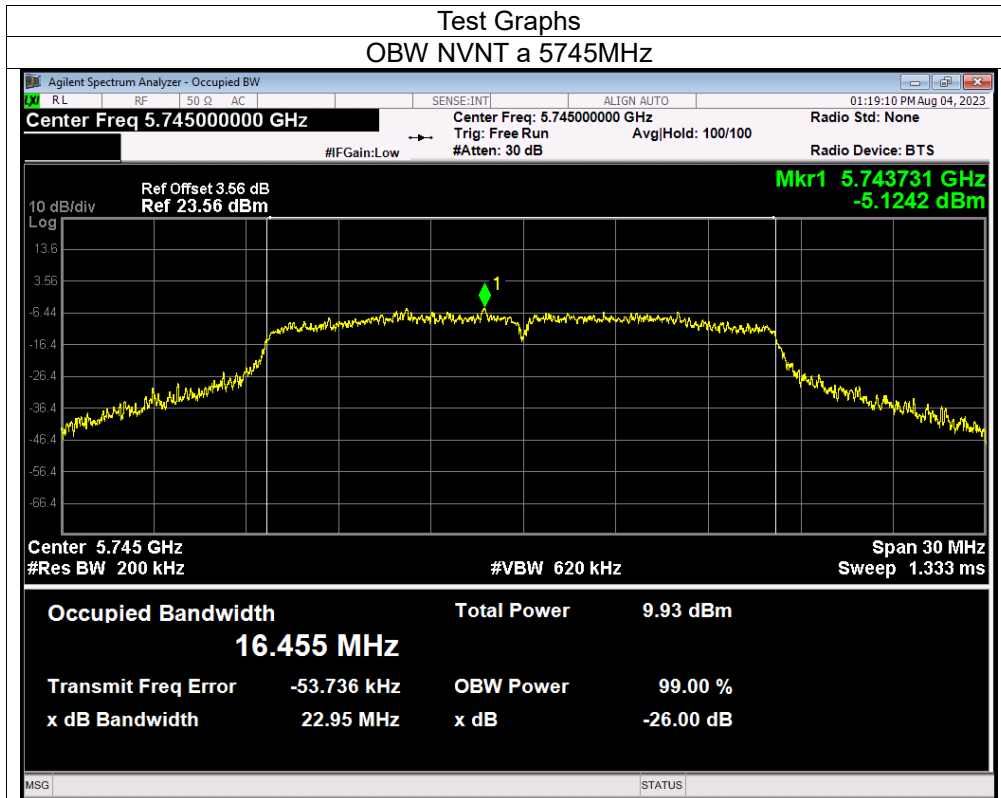 Test Graphs
OBW NVNT a 5745MHz
Agilent Spectrum Analyzer - Occupied BW
LXI RL RF 50 Ω AC SENSE:INT ALIGN AUTO 01:19:10 PM Aug 04, 2023
Center Freq 5.745000000 GHz Center Freq: 5.745000000 GHz Radio Std: None
Trig: Free Run Avg|Hold: 100/100
#IFGain:Low #Atten: 30 dB Radio Device: BTS
Mkr1 5.743731 GHz
-5.1242 dBm
Ref Offset 3.56 dB
10 dB/div Ref 23.56 dBm
Log
13.6
3.56
-6.44
-16.4
-26.4
-36.4
-46.4
-56.4
-66.4
1
Center 5.745 GHz Span 30 MHz
#Res BW 200 kHz #VBW 620 kHz Sweep 1.333 ms
Occupied Bandwidth Total Power 9.93 dBm
16.455 MHz
Transmit Freq Error -53.736 kHz OBW Power 99.00 %
x dB Bandwidth 22.95 MHz x dB -26.00 dB
MSG STATUS